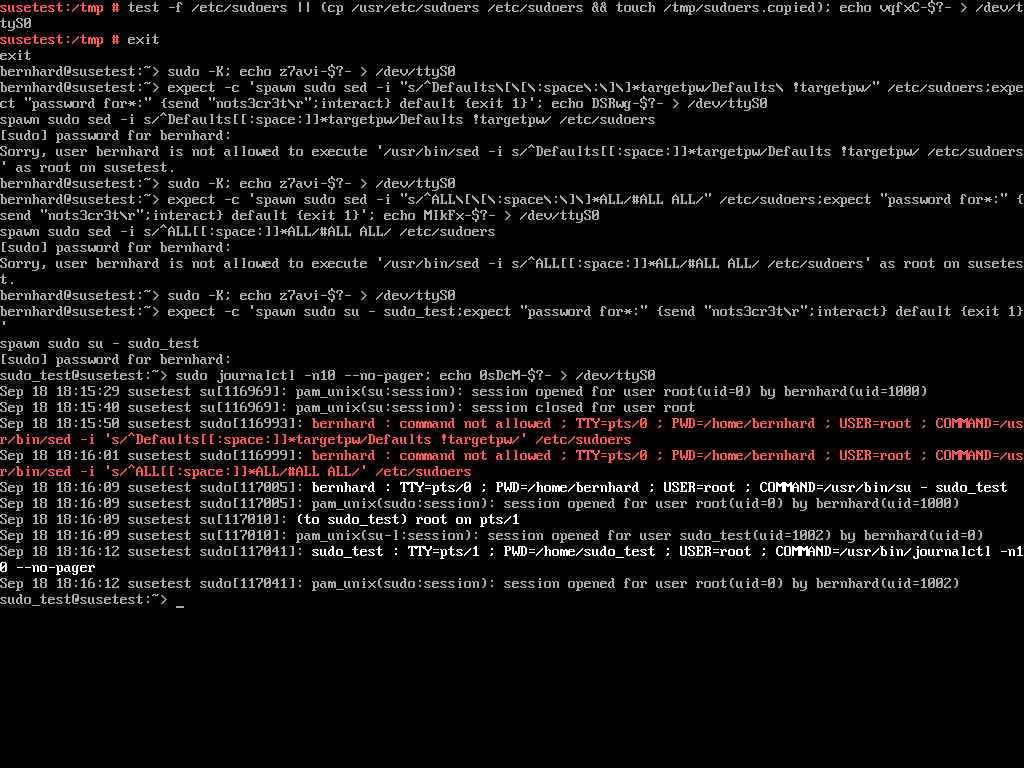 susetest:/tmp # test -f /etc/sudoers || (cp /usr/etc/sudoers /etc/sudoers && touch /tmp/sudoers.copied); echo vqfxC-$?- > /dev/t
tyS0
susetest:/tmp # exit
exit
bernhard@susetest:~> sudo -K; echo z7avi-$?- > /dev/ttyS0
bernhard@susetest:~> expect -c 'spawn sudo sed -i "s/^Defaults\[\[\:space\:\]\]*targetpw/Defaults\ !targetpw/" /etc/sudoers;expe
ct "password for*:" {send "nots3cr3t\r";interact} default {exit 1}'; echo DSRwg-$?- > /dev/ttyS0
spawn sudo sed -i s/^Defaults[[:space:]]*targetpw/Defaults !targetpw/ /etc/sudoers
[sudo] password for bernhard:
Sorry, user bernhard is not allowed to execute '/usr/bin/sed -i s/^Defaults[[:space:]]*targetpw/Defaults !targetpw/ /etc/sudoers
' as root on susetest.
bernhard@susetest:~> sudo -K; echo z7avi-$?- > /dev/ttyS0
bernhard@susetest:~> expect -c 'spawn sudo sed -i "s/^ALL\[\[\:space\:\]\]*ALL/#ALL ALL/" /etc/sudoers;expect "password for*:" {
send "nots3cr3t\r";interact} default {exit 1}'; echo MIkFx-$?- > /dev/ttyS0
spawn sudo sed -i s/^ALL[[:space:]]*ALL/#ALL ALL/ /etc/sudoers
[sudo] password for bernhard:
Sorry, user bernhard is not allowed to execute '/usr/bin/sed -i s/^ALL[[:space:]]*ALL/#ALL ALL/ /etc/sudoers' as root on susetes
t.
bernhard@susetest:~> sudo -K; echo z7avi-$?- > /dev/ttyS0
bernhard@susetest:~> expect -c 'spawn sudo su - sudo_test;expect "password for*:" {send "nots3cr3t\r";interact} default {exit 1}
'
spawn sudo su - sudo_test
[sudo] password for bernhard:
sudo_test@susetest:~> sudo journalctl -n10 --no-pager; echo 0sDcM-$?- > /dev/ttyS0
Sep 18 18:15:29 susetest su[116969]: pam_unix(su:session): session opened for user root(uid=0) by bernhard(uid=1000)
Sep 18 18:15:40 susetest su[116969]: pam_unix(su:session): session closed for user root
Sep 18 18:15:50 susetest sudo[116993]: bernhard : command not allowed ; TTY=pts/0 ; PWD=/home/bernhard ; USER=root ; COMMAND=/us
r/bin/sed -i 's/^Defaults[[:space:]]*targetpw/Defaults !targetpw/' /etc/sudoers
Sep 18 18:16:01 susetest sudo[116999]: bernhard : command not allowed ; TTY=pts/0 ; PWD=/home/bernhard ; USER=root ; COMMAND=/us
r/bin/sed -i 's/^ALL[[:space:]]*ALL/#ALL ALL/' /etc/sudoers
Sep 18 18:16:09 susetest sudo[117005]: bernhard : TTY=pts/0 ; PWD=/home/bernhard ; USER=root ; COMMAND=/usr/bin/su - sudo_test
Sep 18 18:16:09 susetest sudo[117005]: pam_unix(sudo:session): session opened for user root(uid=0) by bernhard(uid=1000)
Sep 18 18:16:09 susetest su[117010]: (to sudo_test) root on pts/1
Sep 18 18:16:09 susetest su[117010]: pam_unix(su-l:session): session opened for user sudo_test(uid=1002) by bernhard(uid=0)
Sep 18 18:16:12 susetest sudo[117041]: sudo_test : TTY=pts/1 ; PWD=/home/sudo_test ; USER=root ; COMMAND=/usr/bin/journalctl -n1
0 --no-pager
Sep 18 18:16:12 susetest sudo[117041]: pam_unix(sudo:session): session opened for user root(uid=0) by bernhard(uid=1002)
sudo_test@susetest:~> _